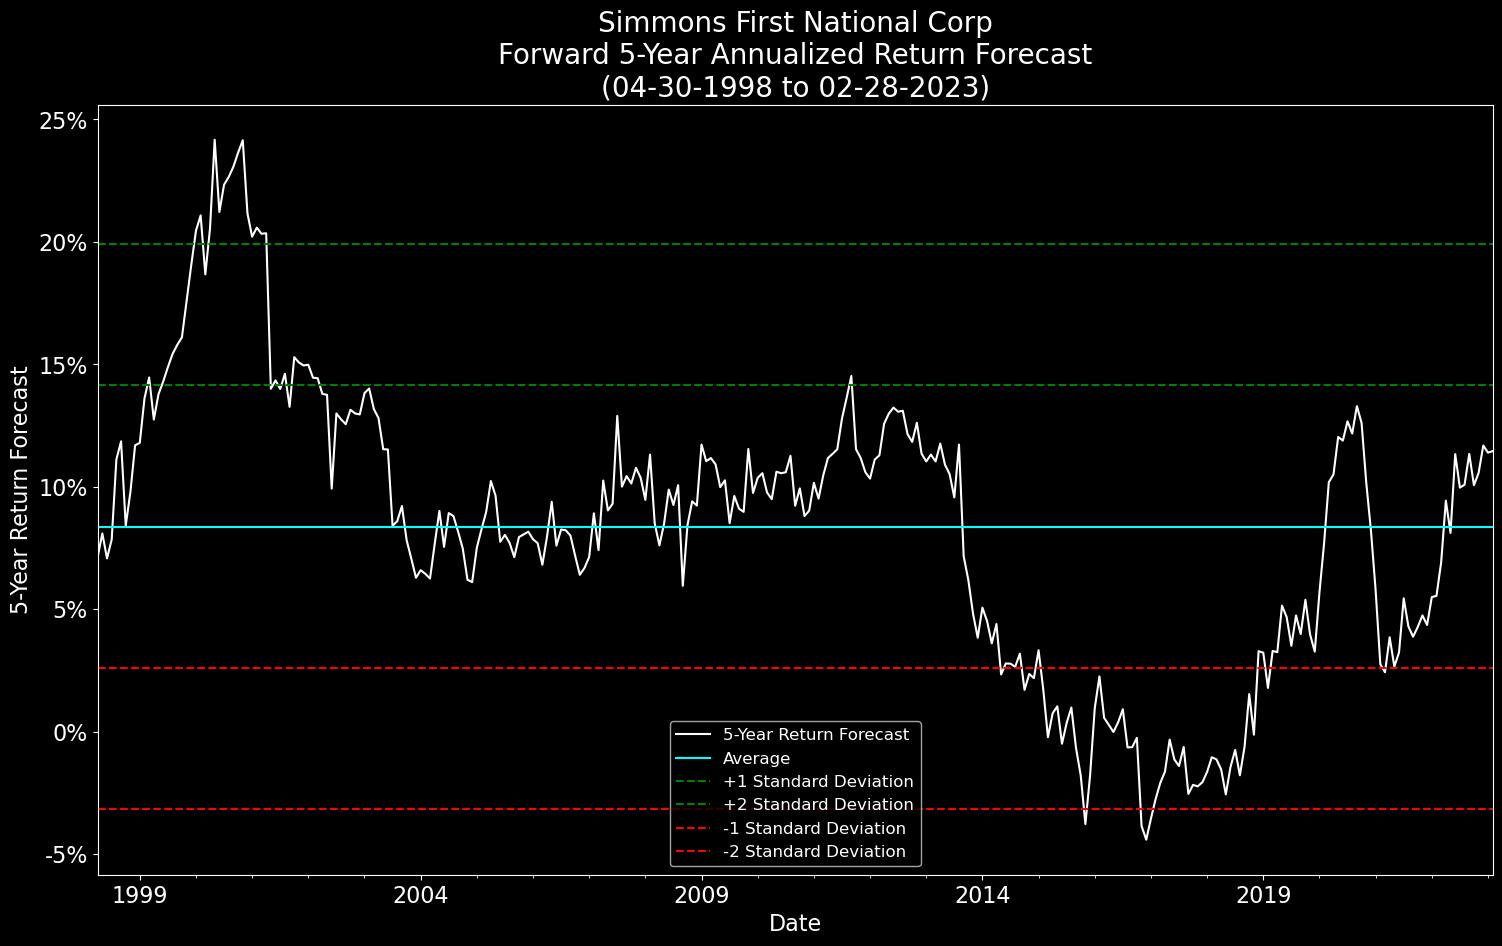 Simmons First National Corp
Forward 5-Year Annualized Return Forecast
(04-30-1998 to 02-28-2023)
25%
20%
15%
10%
5%
0%
-5%
5-Year Return Forecast
5-Year Return Forecast
Average
+1 Standard Deviation
+2 Standard Deviation
-1 Standard Deviation
-2 Standard Deviation
1999 2004 2009 2014 2019
Date